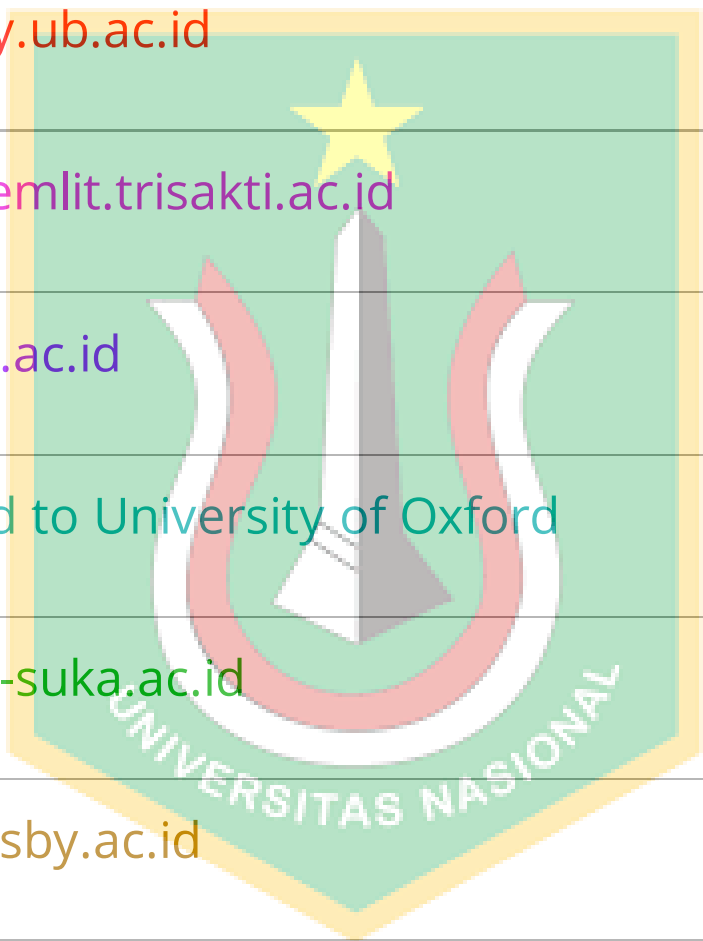 y.ub.ac.id
emlit.trisakti.ac.id
.ac.id
d to University of Oxford
-suka.ac.id
UNIVERSITAS NASIONAL
sby.ac.id